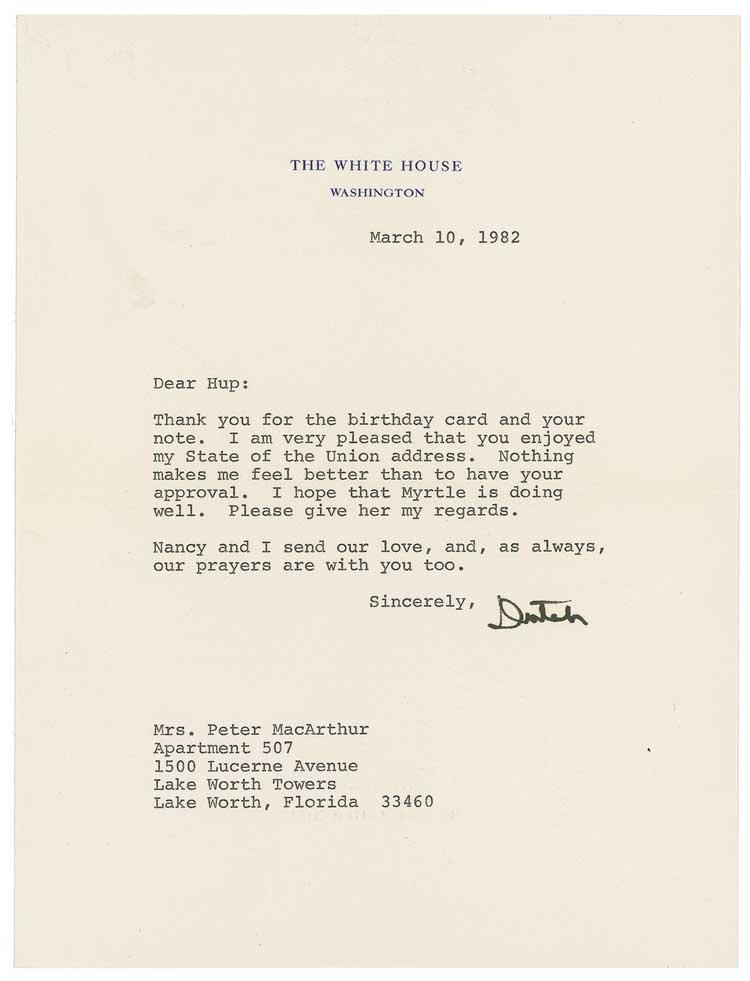 THE WHITE HOUSE
WASHINGTON
March 10, 1982
Dear Hup:
Thank you for the birthday card and your
note.  I am very pleased that you enjoyed
my State of the Union address.  Nothing
makes me feel better than to have your
approval.  I hope that Myrtle is doing
well.  Please give her my regards.
Nancy and I send our love, and, as always,
our prayers are with you too.
Sincerely,
Dutch
Mrs. Peter MacArthur
Apartment 507
1500 Lucerne Avenue
Lake Worth Towers
Lake Worth, Florida  33460